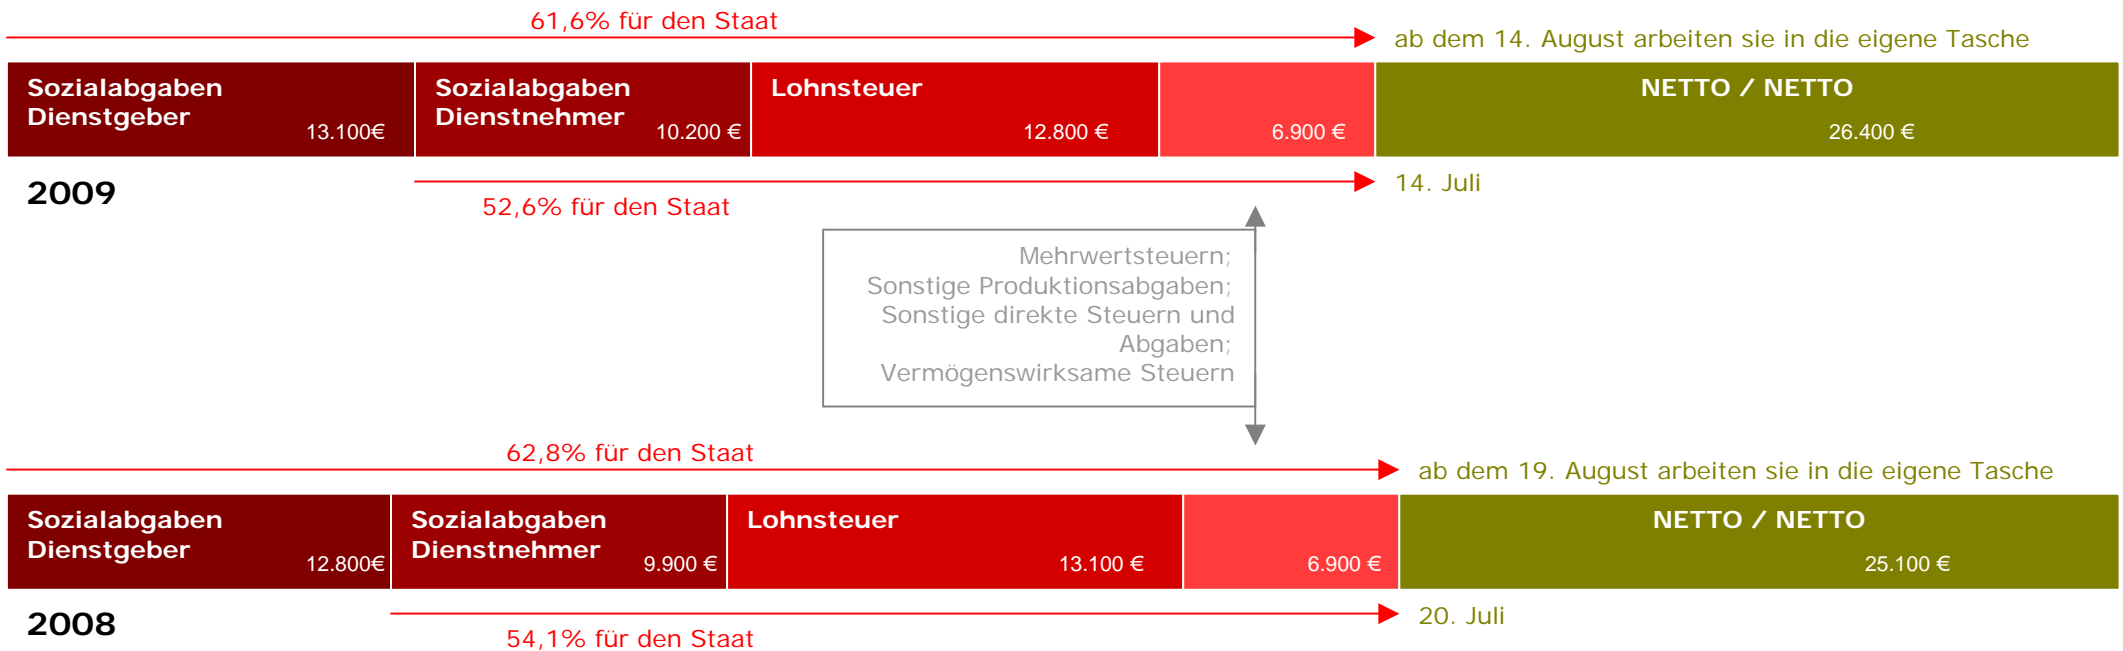 61,6% für den Staat
ab dem 14. August arbeiten sie in die eigene Tasche
Sozialabgaben
Dienstgeber
13.100€
Sozialabgaben
Dienstnehmer
10.200 €
Lohnsteuer
12.800 €
6.900 €
NETTO / NETTO
26.400 €
2009
52,6% für den Staat
14. Juli
Mehrwertsteuern;
Sonstige Produktionsabgaben;
Sonstige direkte Steuern und
Abgaben;
Vermögenswirksame Steuern
62,8% für den Staat
ab dem 19. August arbeiten sie in die eigene Tasche
Sozialabgaben
Dienstgeber
12.800€
Sozialabgaben
Dienstnehmer
9.900 €
Lohnsteuer
13.100 €
6.900 €
NETTO / NETTO
25.100 €
2008
54,1% für den Staat
20. Juli